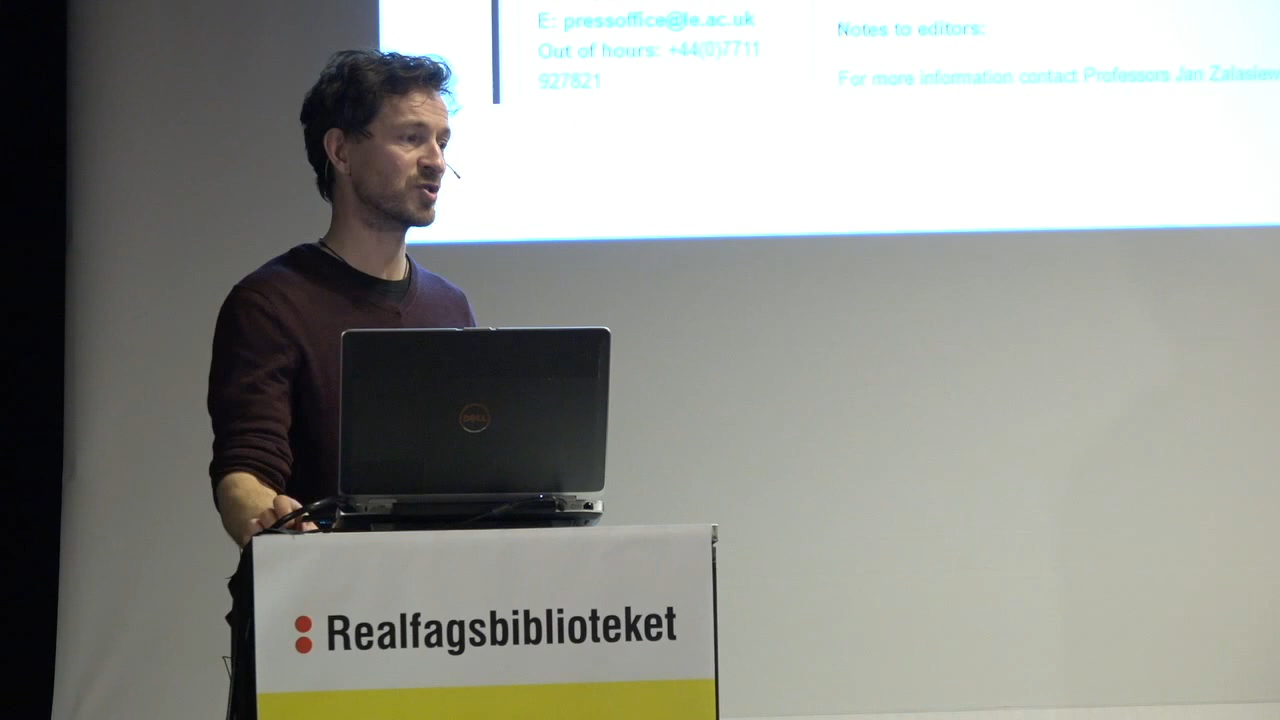 E: pressoffice@le.ac.uk
Out of hours: +44(0)7711
927821
Notes to editors:
For more information contact Professors Jan Zalasiew
DELL
Realfagsbiblioteket